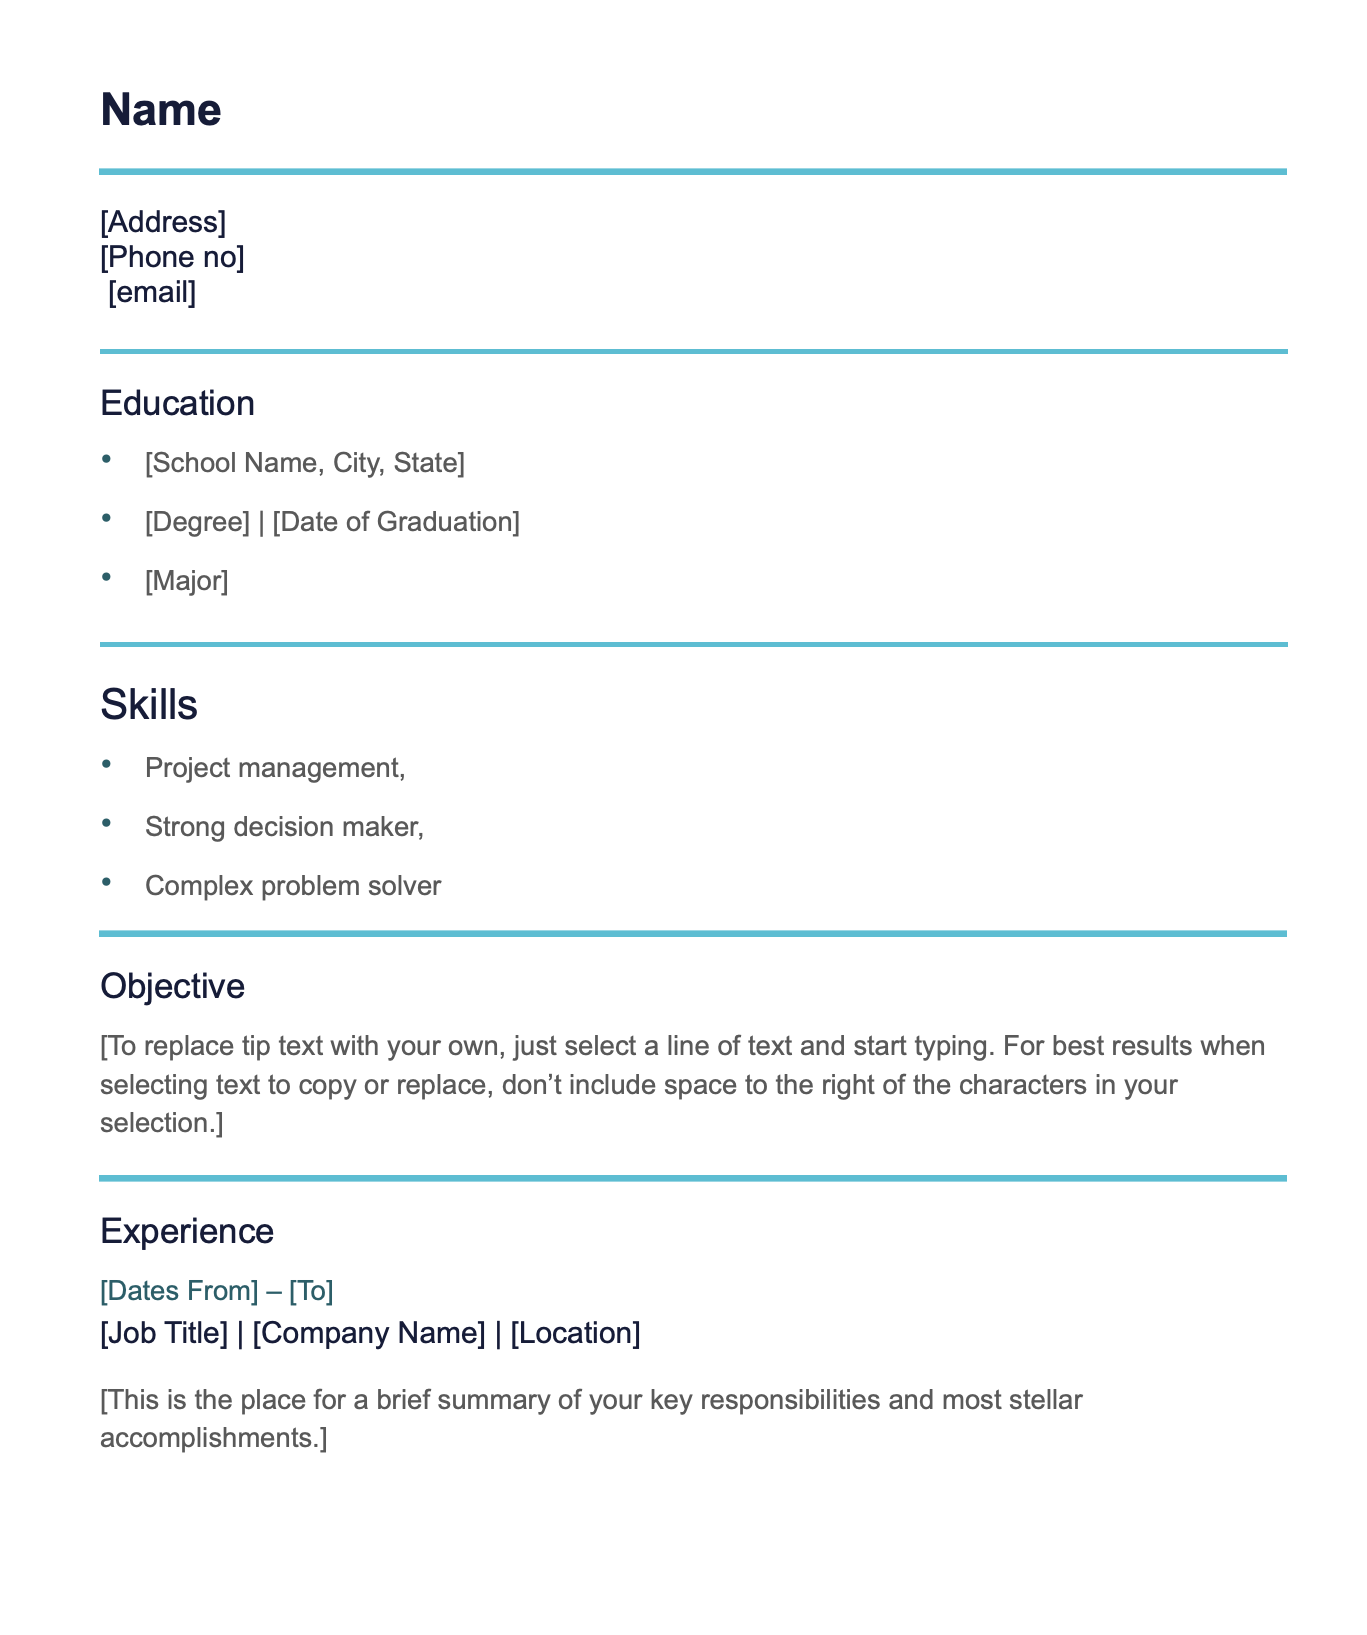 Name
[Address]
[Phone no]
[email]
Education
• [School Name, City, State]
• [Degree] | [Date of Graduation]
• [Major]
Skills
• Project management,
• Strong decision maker,
• Complex problem solver
Objective
[To replace tip text with your own, just select a line of text and start typing. For best results when
selecting text to copy or replace, don’t include space to the right of the characters in your
selection.]
Experience
[Dates From] – [To]
[Job Title] | [Company Name] | [Location]
[This is the place for a brief summary of your key responsibilities and most stellar
accomplishments.]